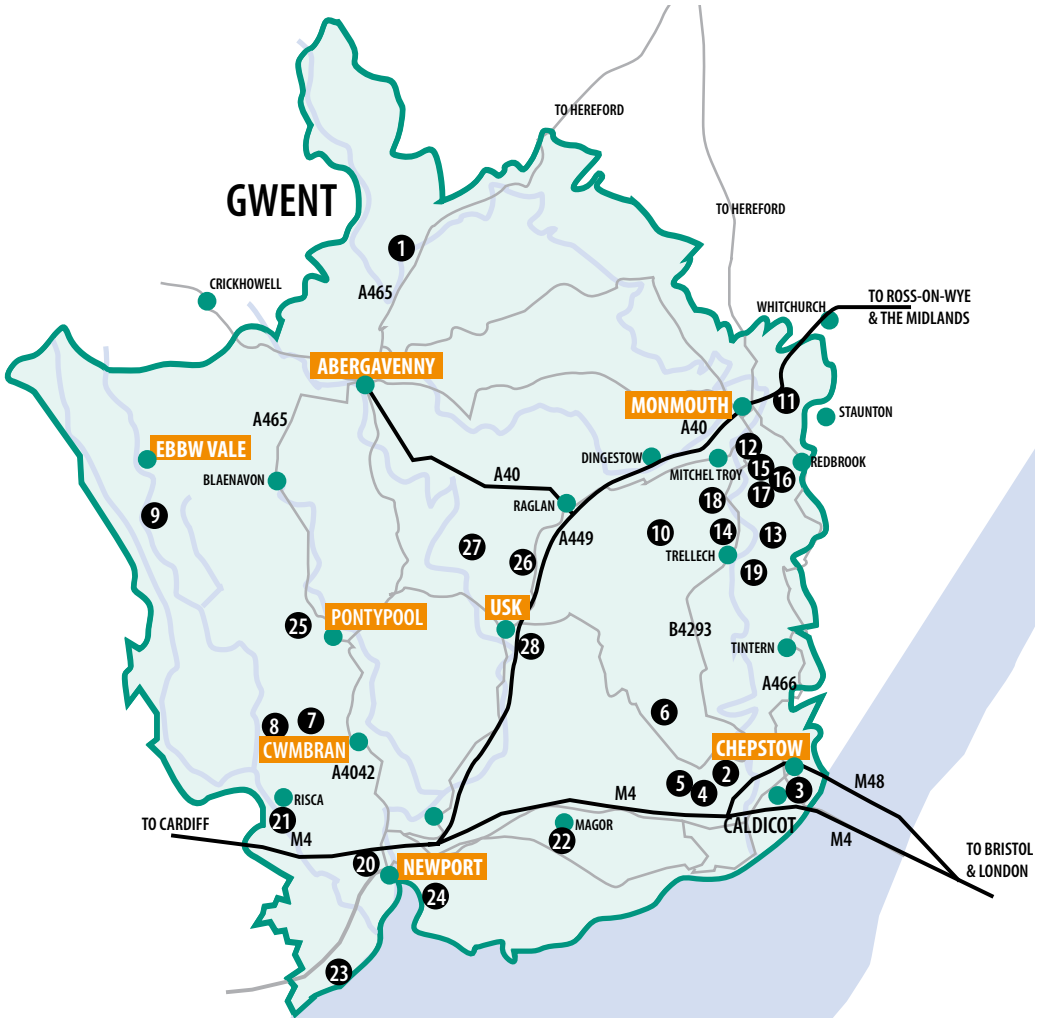 TO HEREFORD
GWENT
TO HEREFORD
1
CRICKHOWELL
A465
TO ROSS-ON-WYE
& THE MIDLANDS
WHITCHURCH
ABERGAVENNY
MONMOUTH
11
STAUNTON
A465
A40
EBBW VALE
12
DINGESTOW
REDBROOK
BLAENAVON
A40
MITCHEL TROY
15
16
17
RAGLAN
18
9
A449
10
14
13
27
26
TRELLECH
19
USK
PONTYPOOL
25
B4293
28
TINTERN
A466
6
8
7
CWMBRAN
CHEPSTOW
A4042
2
5
4
3
M48
RISCA
M4
21
TO CARDIFF
MAGOR
CALDICOT
M4
22
M4
20
NEWPORT
TO BRISTOL
& LONDON
24
23